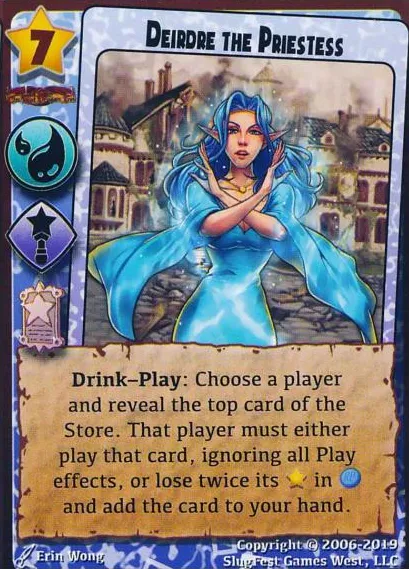 7
DEIRDRE THE PRIESTESS
Drink–Play: Choose a player
and reveal the top card of the
Store. That player must either
play that card, ignoring all Play
effects, or lose twice its in
and add the card to your hand.
Erin Wong
Copyright © 2006-2019
SlugFest Games West, LLC